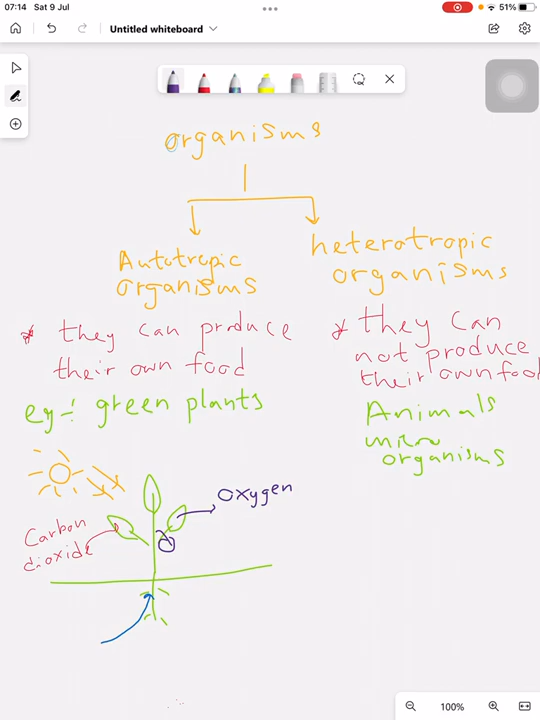 07:14 Sat 9 Jul
51%
Untitled whiteboard
organisms
Autotropic
organisms
* they can produce
their own food
eg-: green plants
heterotropic
organisms
* they can
not produce
their own food
Animals
micro
organisms
oxygen
Carbon
dioxide
100%